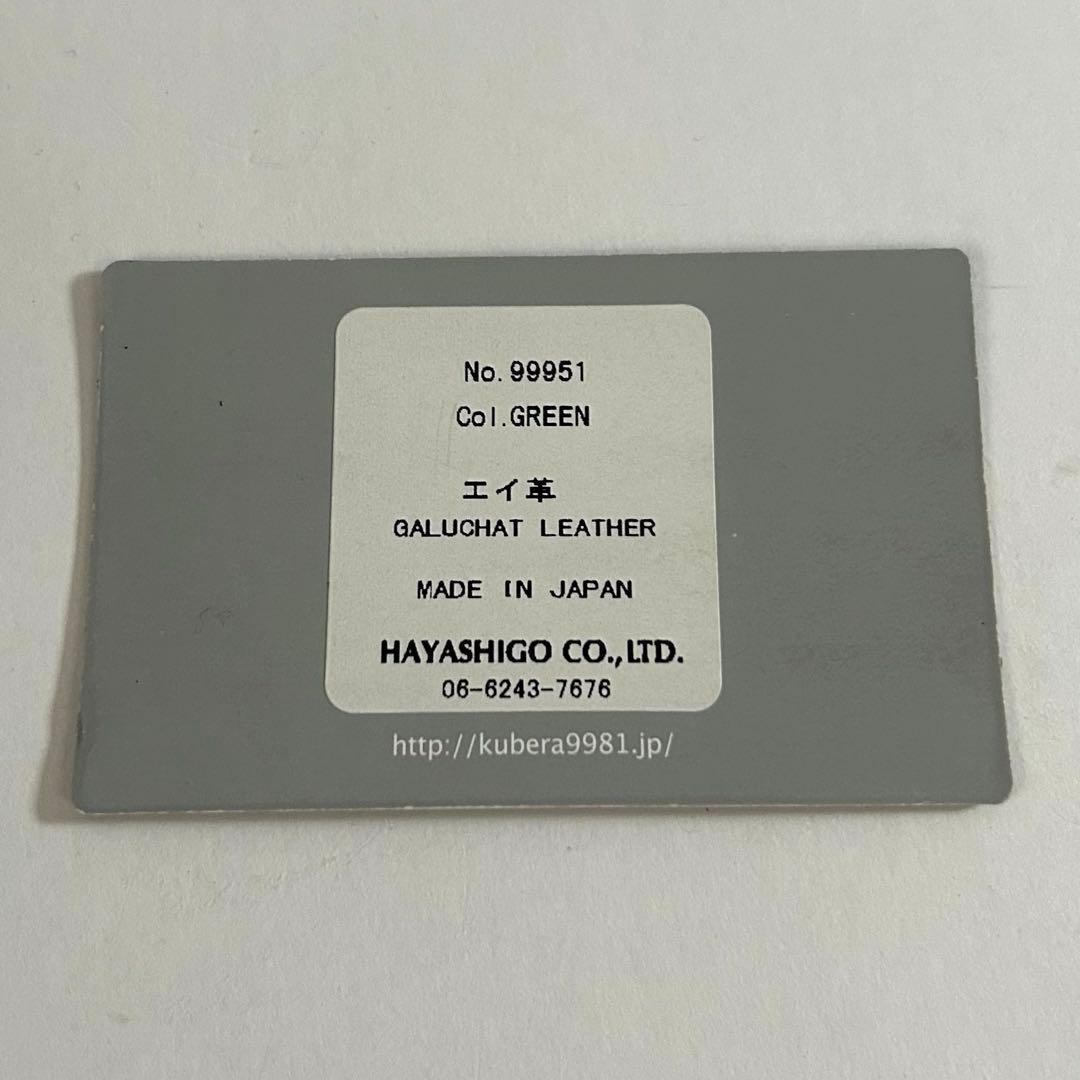 No.99951
Col.GREEN
エイ革
GALUCHAT LEATHER
MADE IN JAPAN
HAYASHIGO CO.,LTD.
06-6243-7676
http://kubera9981.jp/